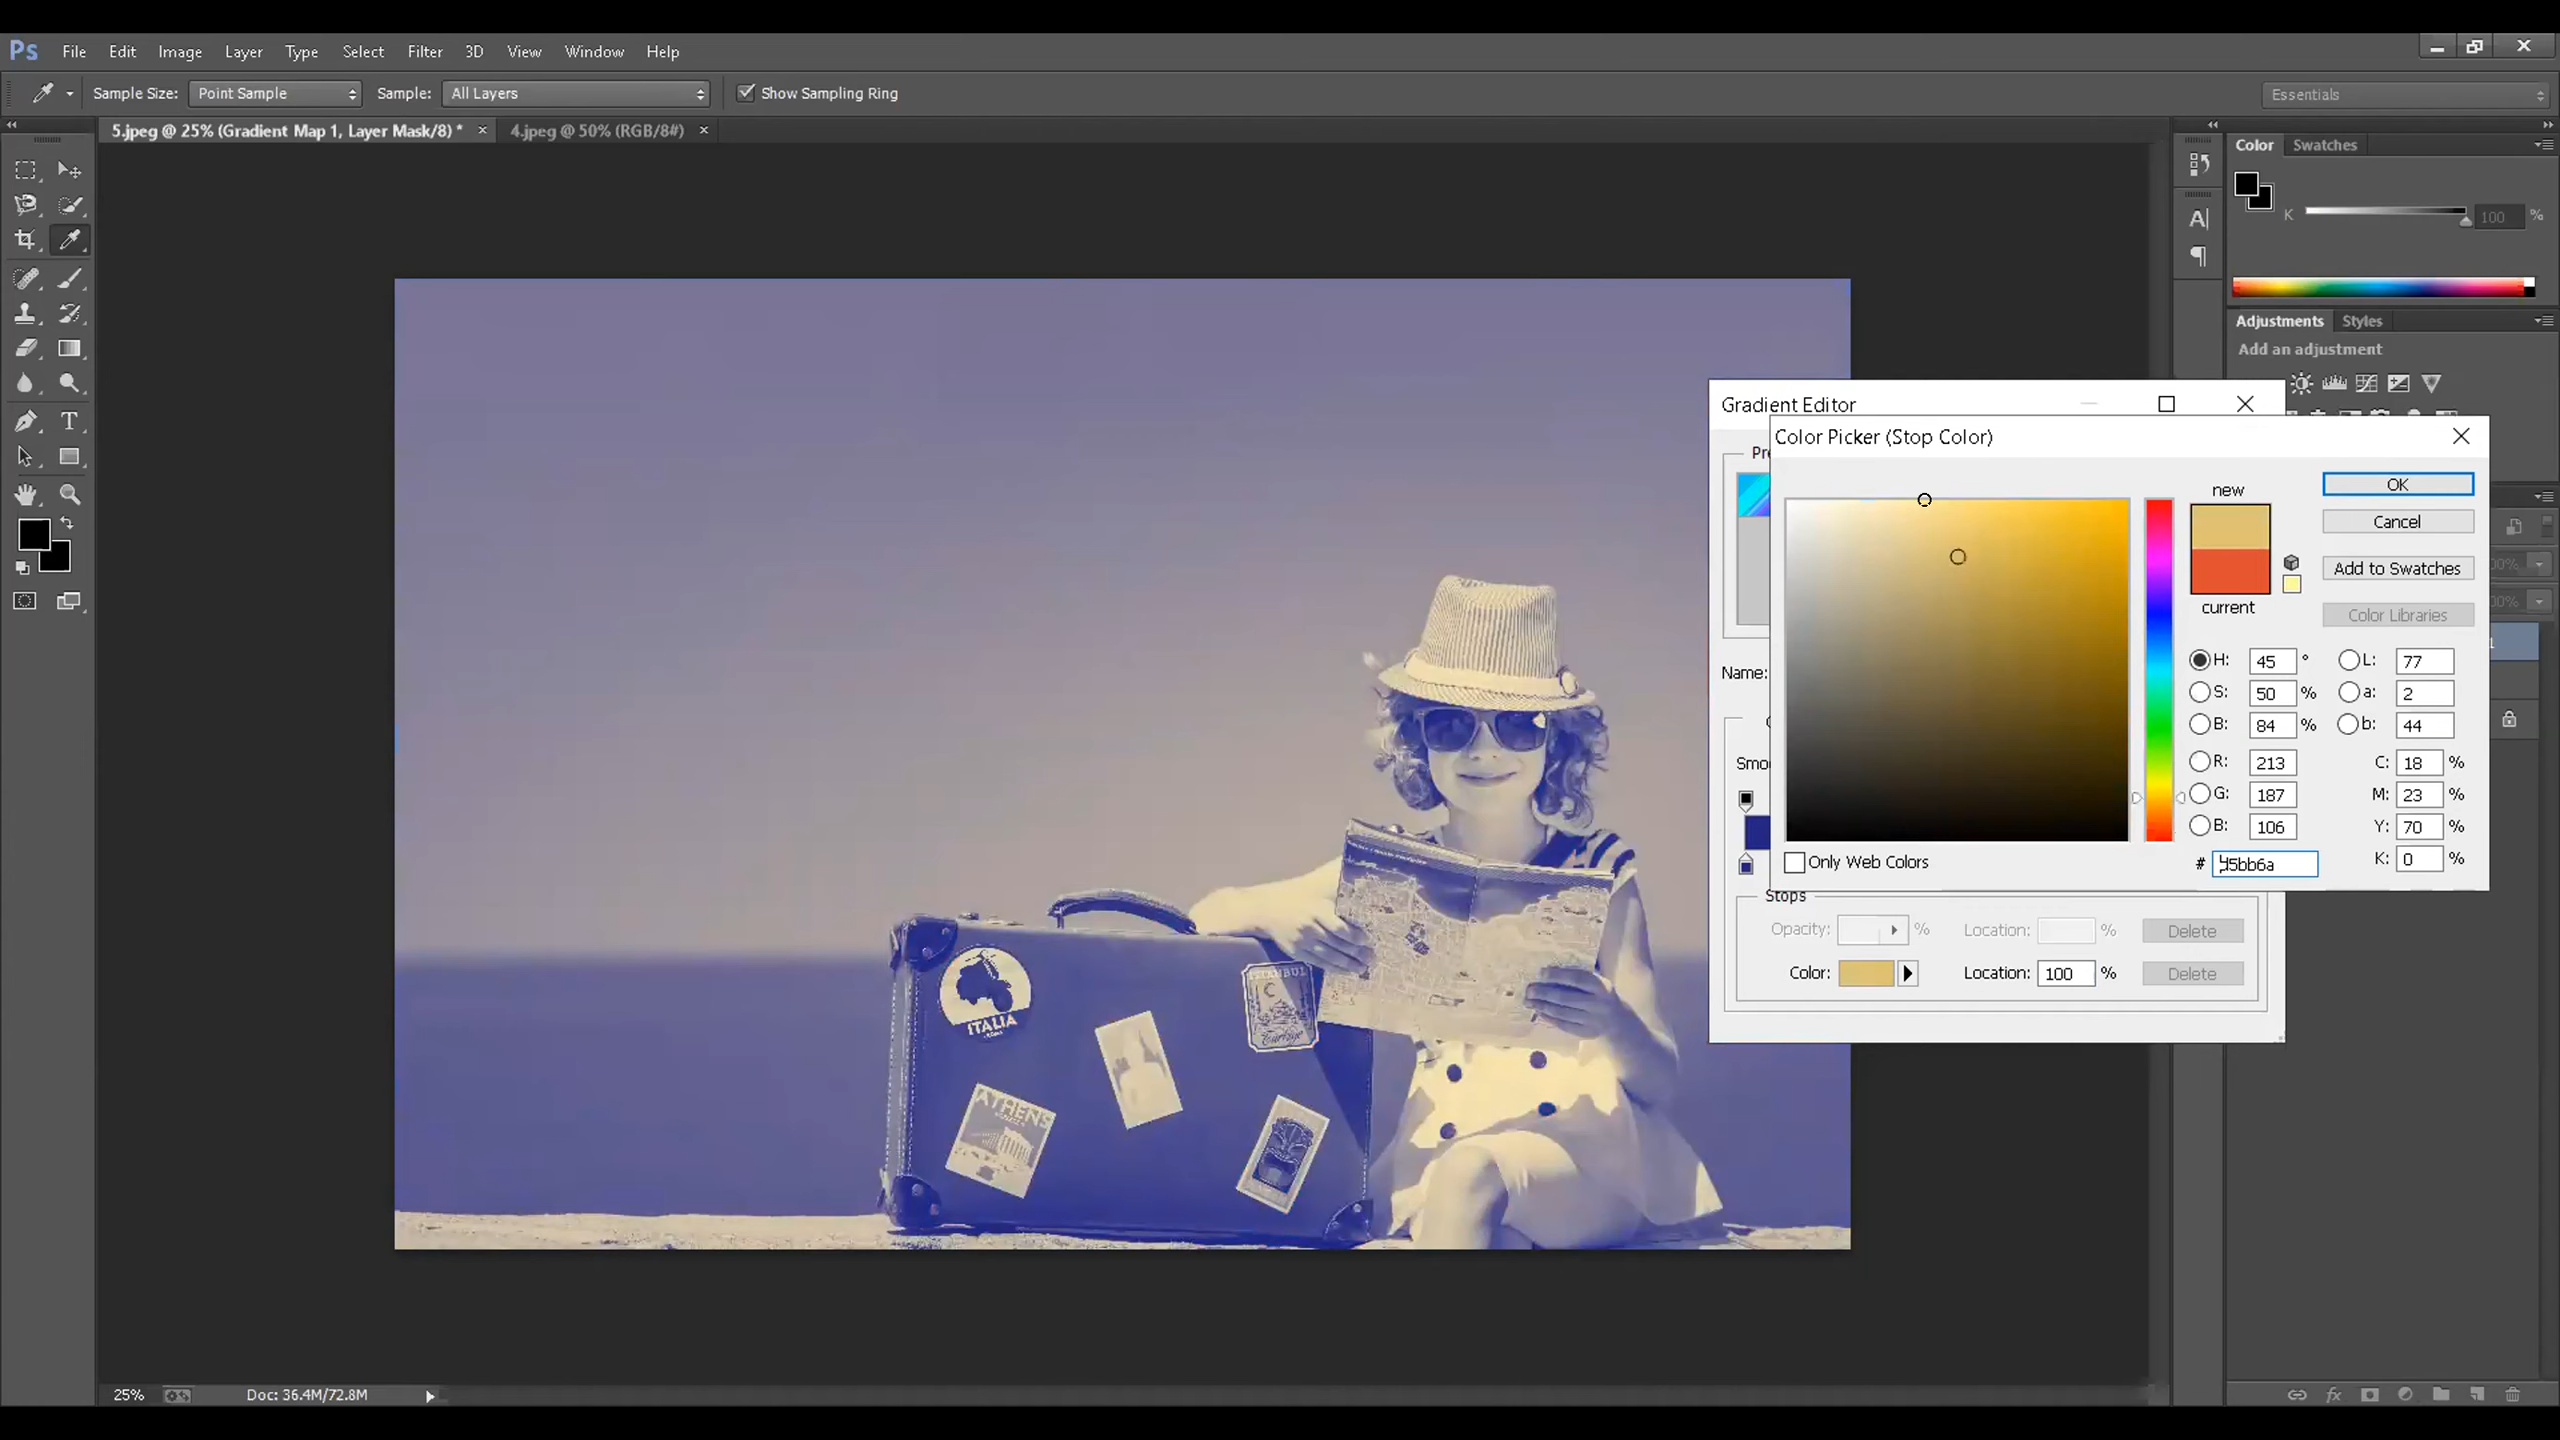 Ps File Edit Image Layer Type Select Filter 3D View Window Help
Sample Size: Point Sample Sample: All Layers Show Sampling Ring Essentials
5.jpeg @ 25% (Gradient Map 1, Layer Mask/8) * 4.jpeg @ 50% (RGB/8#)
Color Swatches
K 100 %
Adjustments Styles
Add an adjustment
Gradient Editor
Color Picker (Stop Color)
new
OK
Cancel
Add to Swatches
current
Color Libraries
Name:
H: 45 ° L: 77
S: 50 % a: 2
B: 84 % b: 44
R: 213 C: 18 %
G: 187 M: 23 %
B: 106 Y: 70 %
K: 0 %
Only Web Colors
#
Stops
Opacity: % Location: % Delete
Color: Location: 100 % Delete
ITALIA
ISTANBUL
ATHENS
25% Doc: 36.4M/72.8M